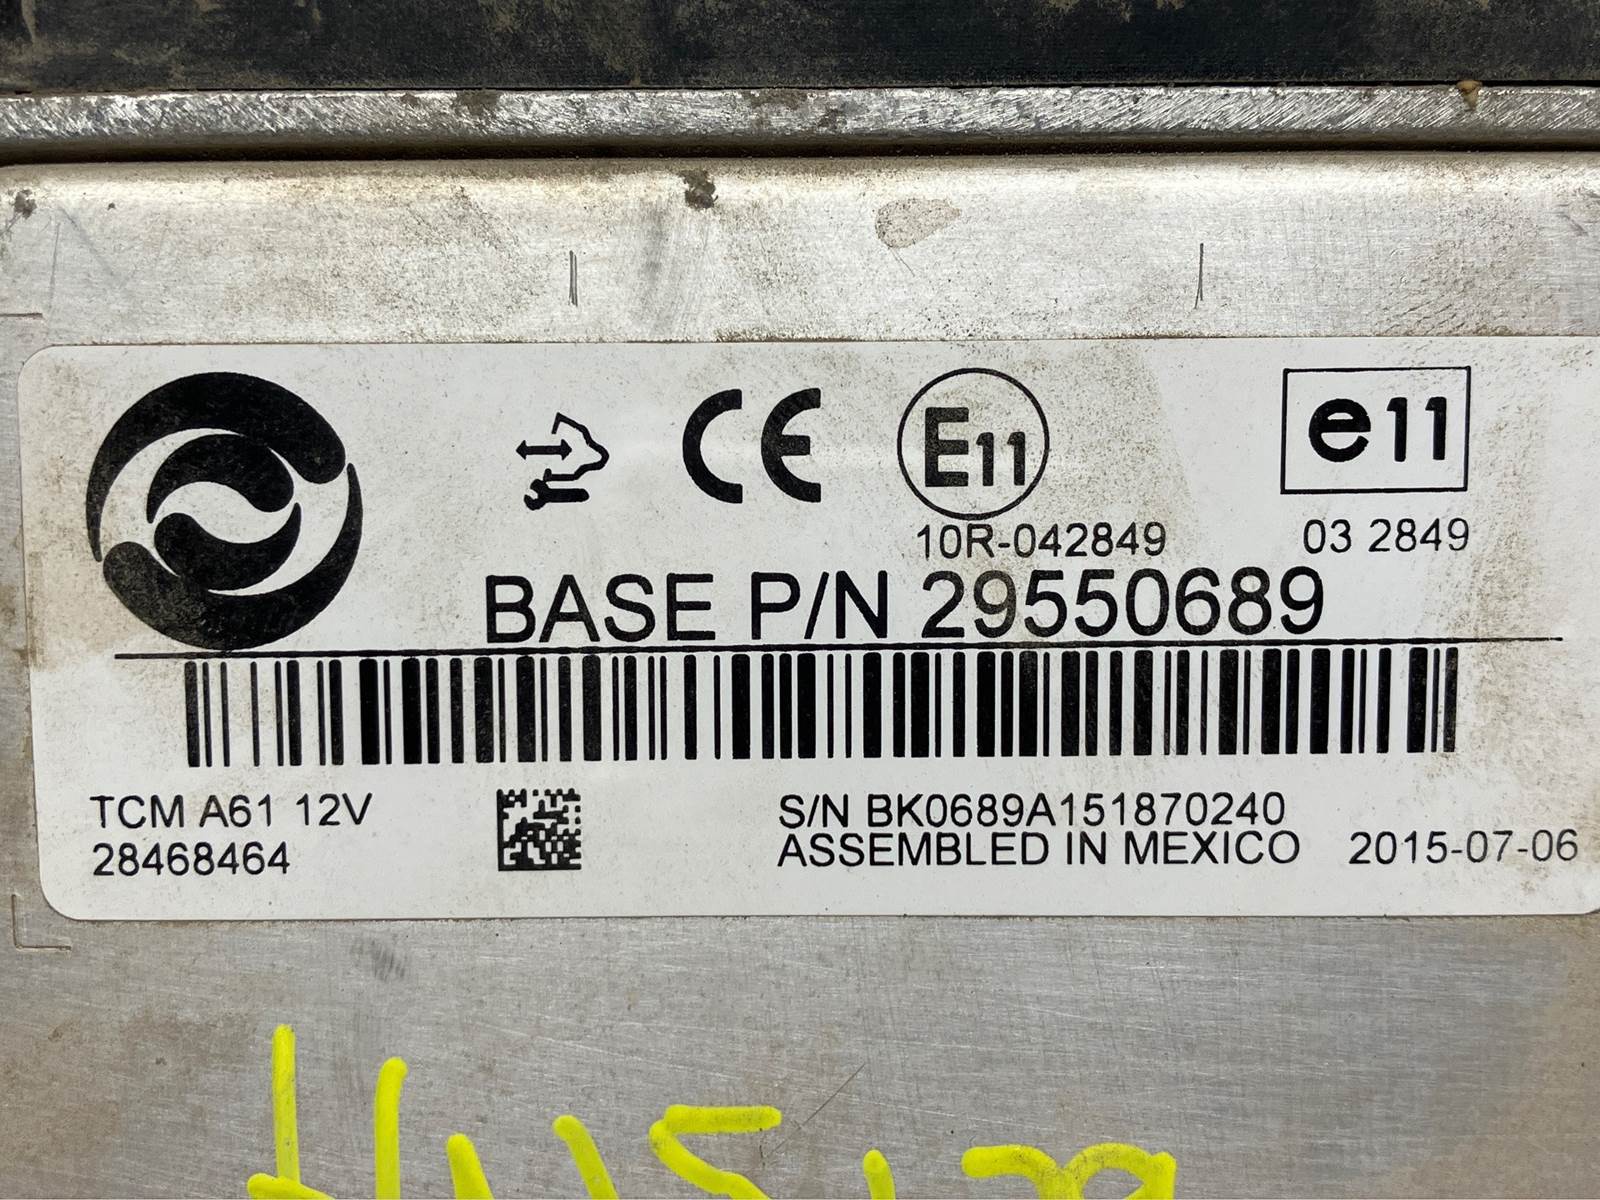 CE E11 e11
10R-042849 03 2849
BASE P/N 29550689
TCM A61 12V
28468464
S/N BK0689A151870240
ASSEMBLED IN MEXICO 2015-07-06